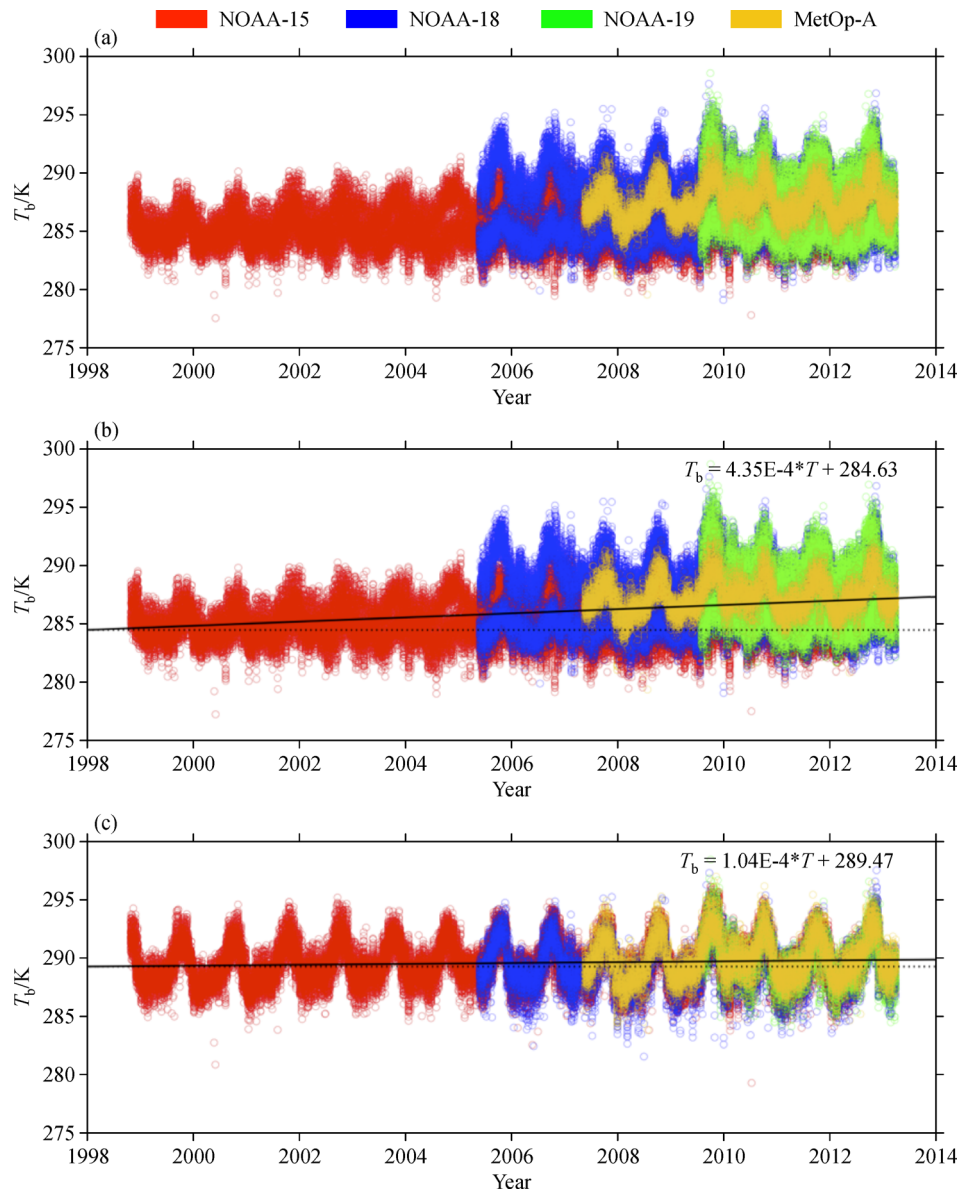 NOAA-15 NOAA-18 NOAA-19 MetOp-A
(a)
300
295
290
285
280
275
Tb/K
1998 2000 2002 2004 2006 2008 2010 2012 2014
Year
(b)
Tb = 4.35E-4*T + 284.63
300
295
290
285
280
275
Tb/K
1998 2000 2002 2004 2006 2008 2010 2012 2014
Year
(c)
Tb = 1.04E-4*T + 289.47
300
295
290
285
280
275
Tb/K
1998 2000 2002 2004 2006 2008 2010 2012 2014
Year